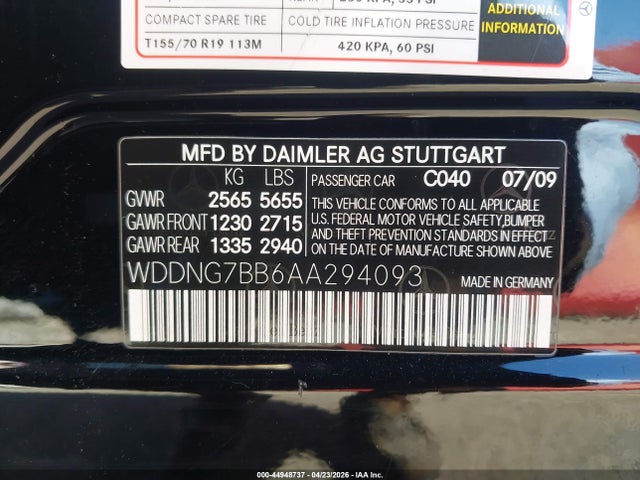 COMPACT SPARE TIRE COLD TIRE INFLATION PRESSURE
T155/70 R19 113M 420 KPA, 60 PSI
ADDITIONAL
INFORMATION
MFD BY DAIMLER AG STUTTGART
KG LBS PASSENGER CAR C040 07/09
GVWR 2565 5655
GAWR FRONT 1230 2715
GAWR REAR 1335 2940
THIS VEHICLE CONFORMS TO ALL APPLICABLE
U.S. FEDERAL MOTOR VEHICLE SAFETY, BUMPER
AND THEFT PREVENTION STANDARDS IN EFFECT
ON THE DATE OF MANUFACTURE SHOWN ABOVE
WDDNG7BB6AA294093
MADE IN GERMANY
000-44948737 - 04/23/2026 - IAA Inc.